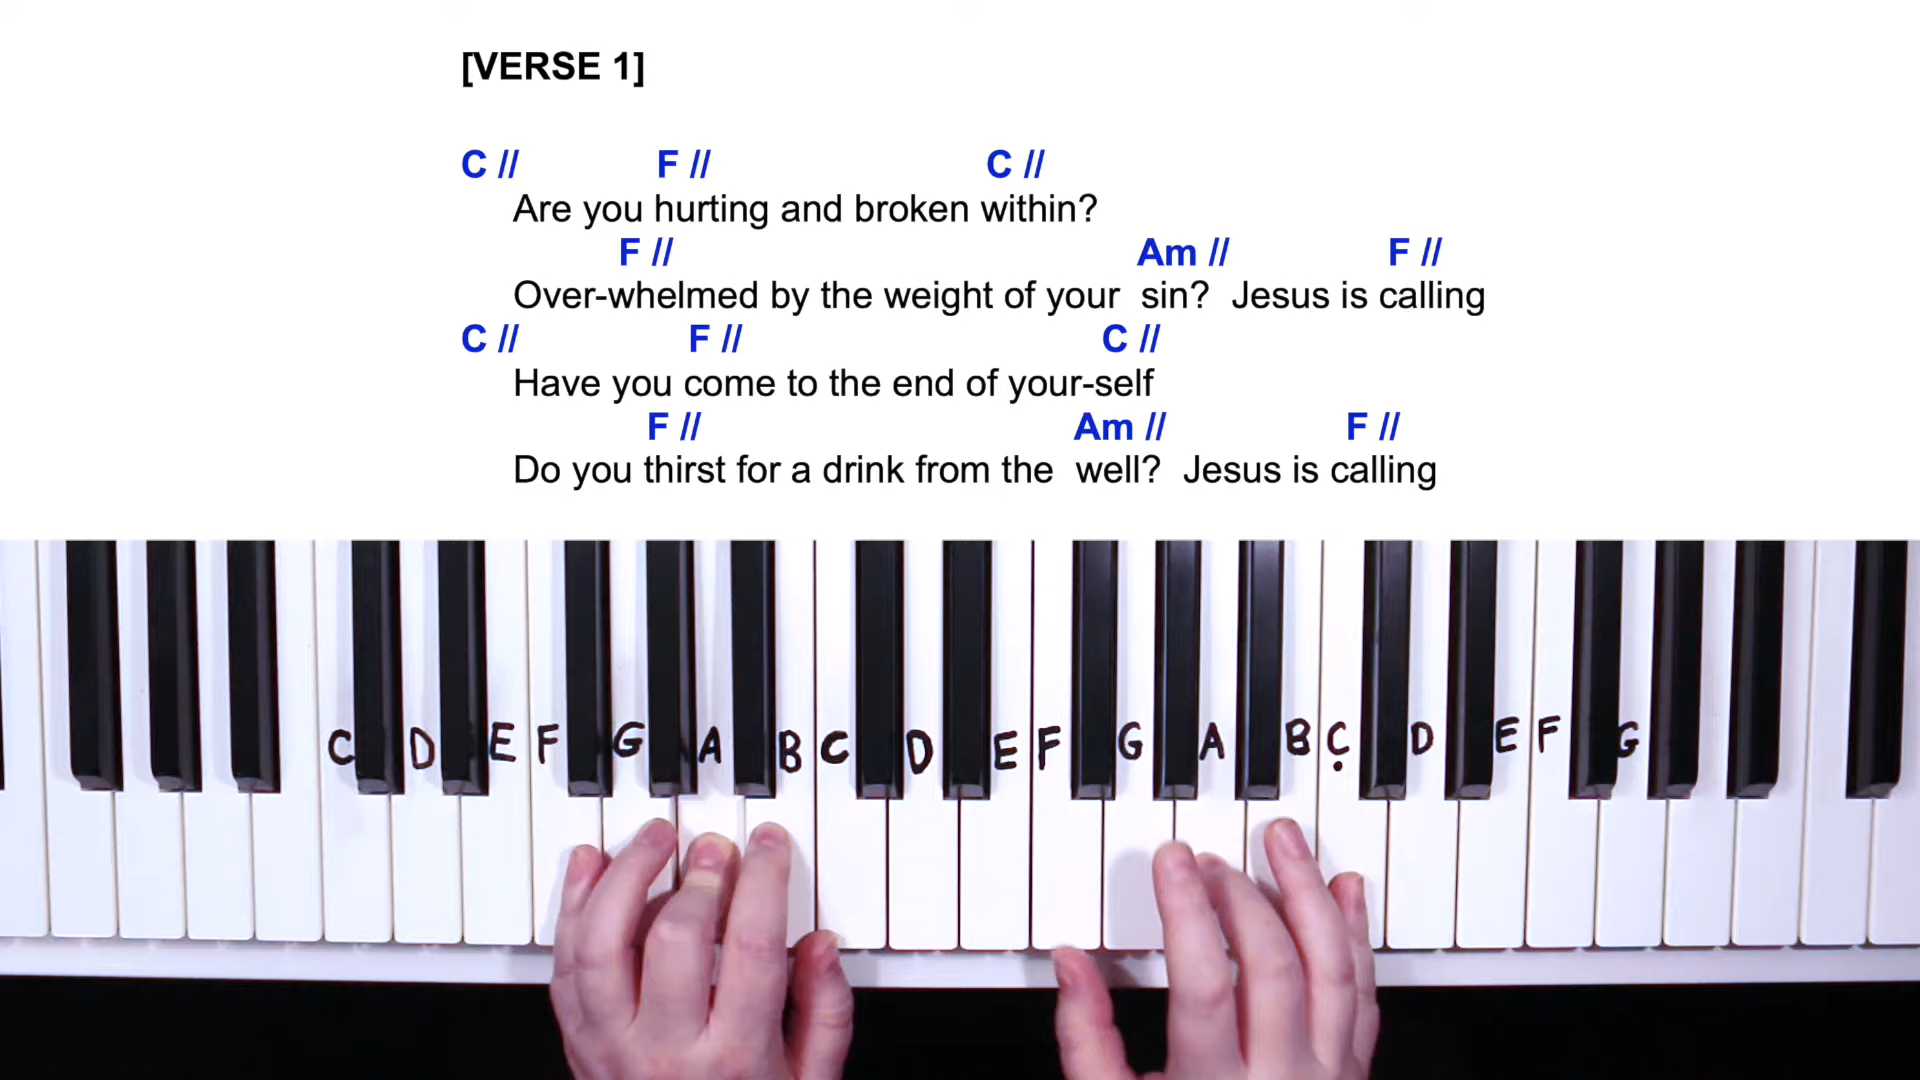 [VERSE 1]
C // F // C //
Are you hurting and broken within?
F // Am // F //
Over-whelmed by the weight of your sin? Jesus is calling
C // F // C //
Have you come to the end of your-self
F // Am // F //
Do you thirst for a drink from the well? Jesus is calling
C D E F G A B C D E F G A B C D E F G